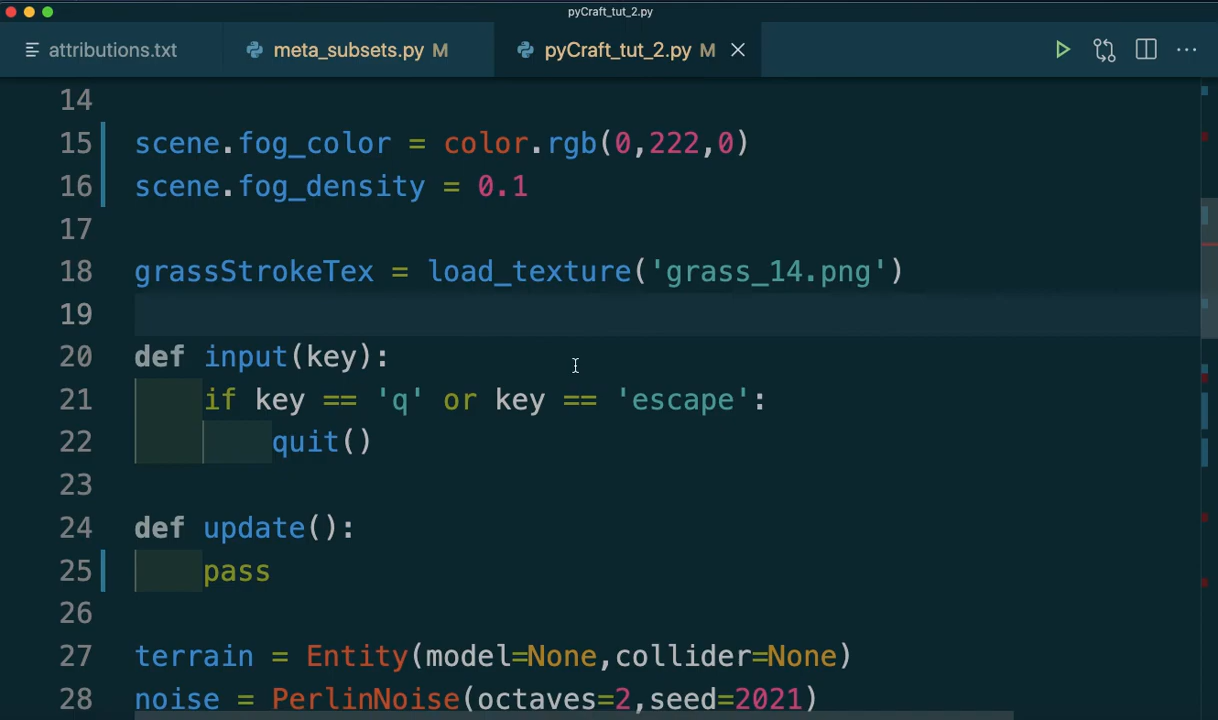 pyCraft_tut_2.py
attributions.txt meta_subsets.py M pyCraft_tut_2.py M
14
15 scene.fog_color = color.rgb(0,222,0)
16 scene.fog_density = 0.1
17
18 grassStrokeTex = load_texture('grass_14.png')
19
20 def input(key):
21 if key == 'q' or key == 'escape':
22 quit()
23
24 def update():
25 pass
26
27 terrain = Entity(model=None,collider=None)
28 noise = PerlinNoise(octaves=2,seed=2021)